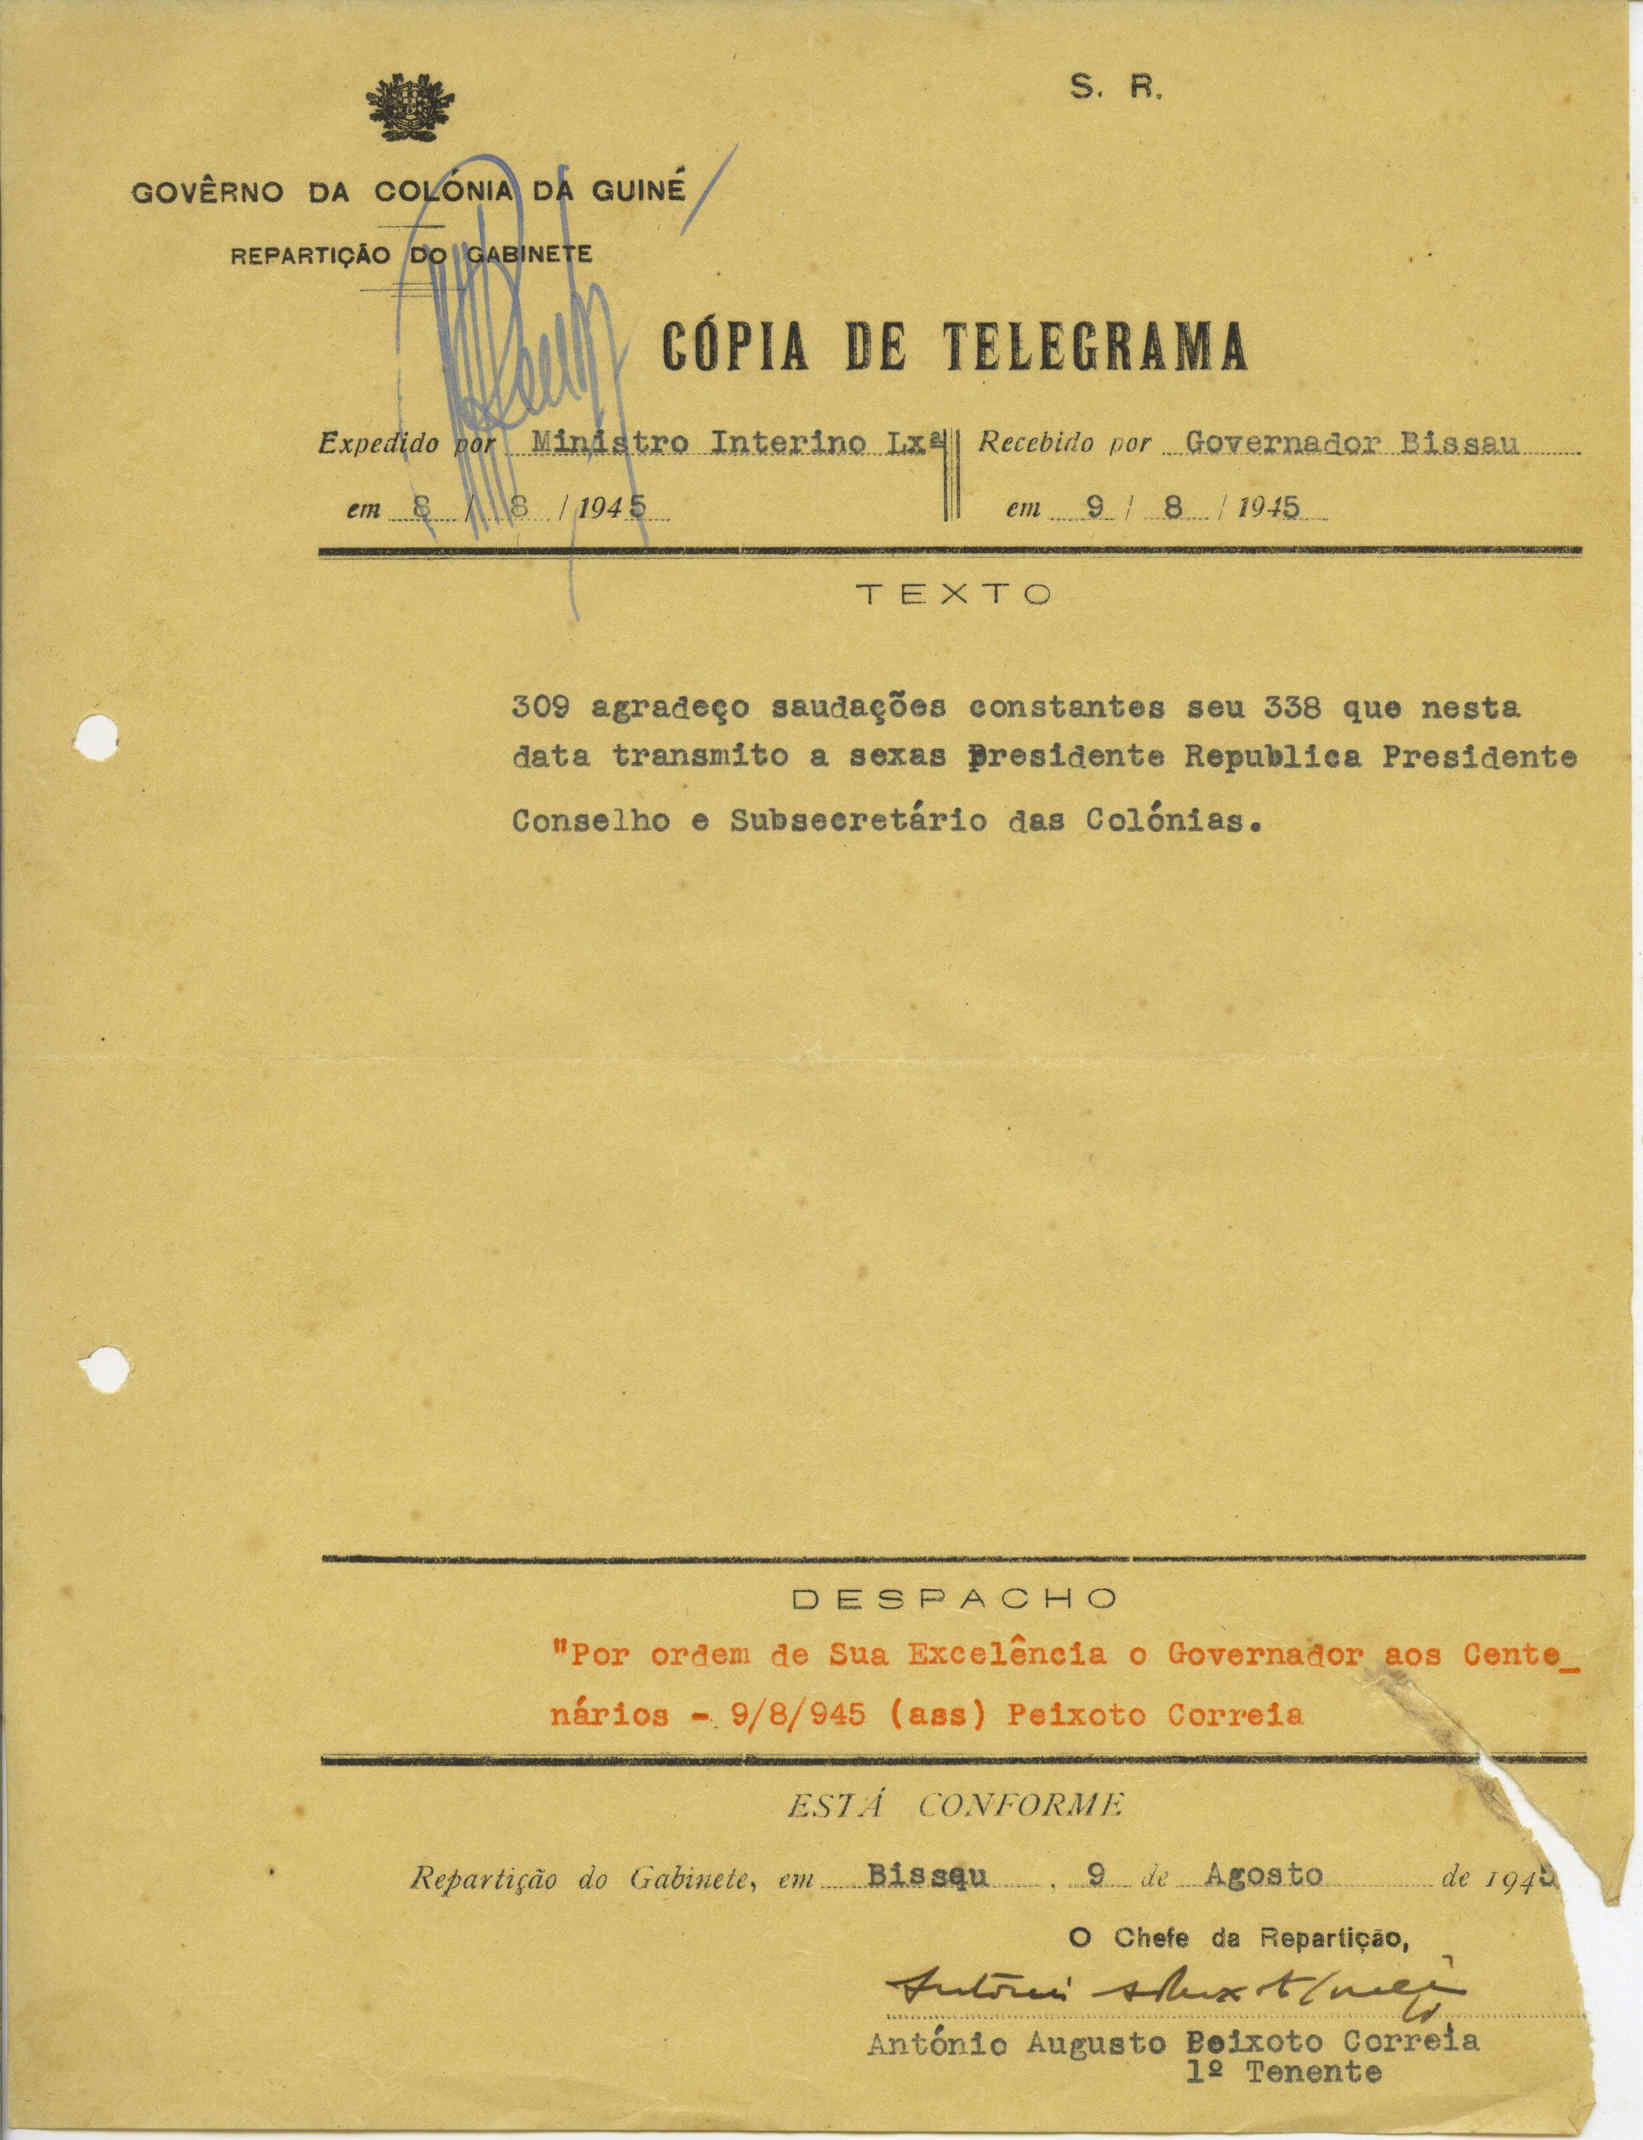 S. R.
GOVÊRNO DA COLÓNIA DA GUINÉ
REPARTIÇÃO DO GABINETE
CÓPIA DE TELEGRAMA
Expedido por Ministro Interino Lxª Recebido por Governador Bissau
em 8 / 8 / 1945 em 9 / 8 / 1945
TEXTO
309 agradeço saudações constantes seu 338 que nesta
data transmito a sexas Presidente Republica Presidente
Conselho e Subsecretário das Colónias.
DESPACHO
"Por ordem de Sua Excelência o Governador aos Cente_
nários - 9/8/945 (ass) Peixoto Correia
ESTÁ CONFORME
Repartição do Gabinete, em Bissau, 9 de Agosto de 1945
O Chefe da Repartição,
António Augusto Peixoto Correia
1º Tenente